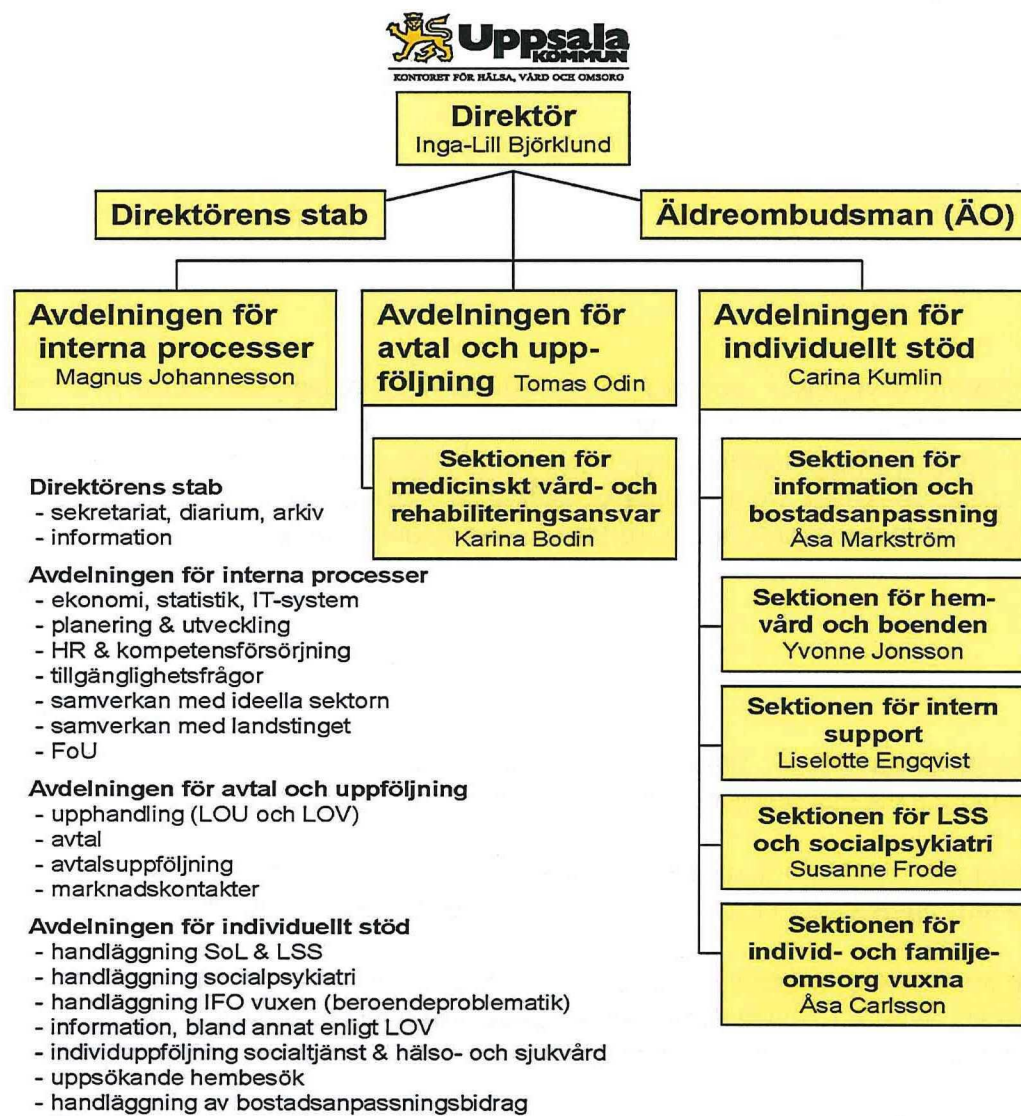 Uppsala
KOMMUN
KONTORET FÖR HÄLSA, VÅRD OCH OMSORG
Direktör
Inga-Lill Björklund
Direktörens stab
Äldreombudsman (ÄO)
Avdelningen för
interna processer
Magnus Johannesson
Avdelningen för
avtal och upp-
följning Tomas Odin
Avdelningen för
individuellt stöd
Carina Kumlin
Sektionen för
medicinskt vård- och
rehabiliteringsansvar
Karina Bodin
Sektionen för
information och
bostadsanpassning
Åsa Markström
Sektionen för hem-
vård och boenden
Yvonne Jonsson
Sektionen för intern
support
Liselotte Engqvist
Sektionen för LSS
och socialpsykiatri
Susanne Frode
Sektionen för
individ- och familje-
omsorg vuxna
Åsa Carlsson
Direktörens stab
- sekretariat, diarium, arkiv
- information
Avdelningen för interna processer
- ekonomi, statistik, IT-system
- planering & utveckling
- HR & kompetensförsörjning
- tillgänglighetsfrågor
- samverkan med ideella sektorn
- samverkan med landstinget
- FoU
Avdelningen för avtal och uppföljning
- upphandling (LOU och LOV)
- avtal
- avtalsuppföljning
- marknadskontakter
Avdelningen för individuellt stöd
- handläggning SoL & LSS
- handläggning socialpsykiatri
- handläggning IFO vuxen (beroendeproblematik)
- information, bland annat enligt LOV
- individuppföljning socialtjänst & hälso- och sjukvård
- uppsökande hembesök
- handläggning av bostadsanpassningsbidrag